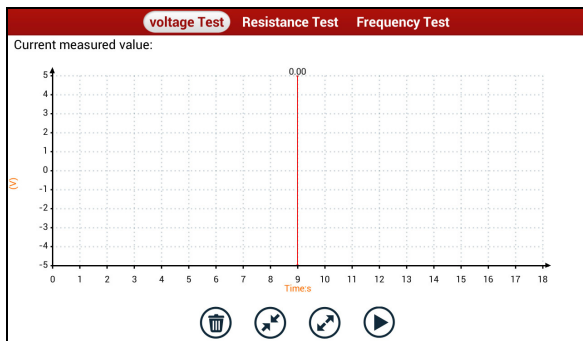 voltage Test Resistance Test Frequency Test
Current measured value:
0.00
5
4
3
2
1
0
-1
-2
-3
-4
-5
(V)
0 1 2 3 4 5 6 7 8 9 10 11 12 13 14 15 16 17 18
Time:s